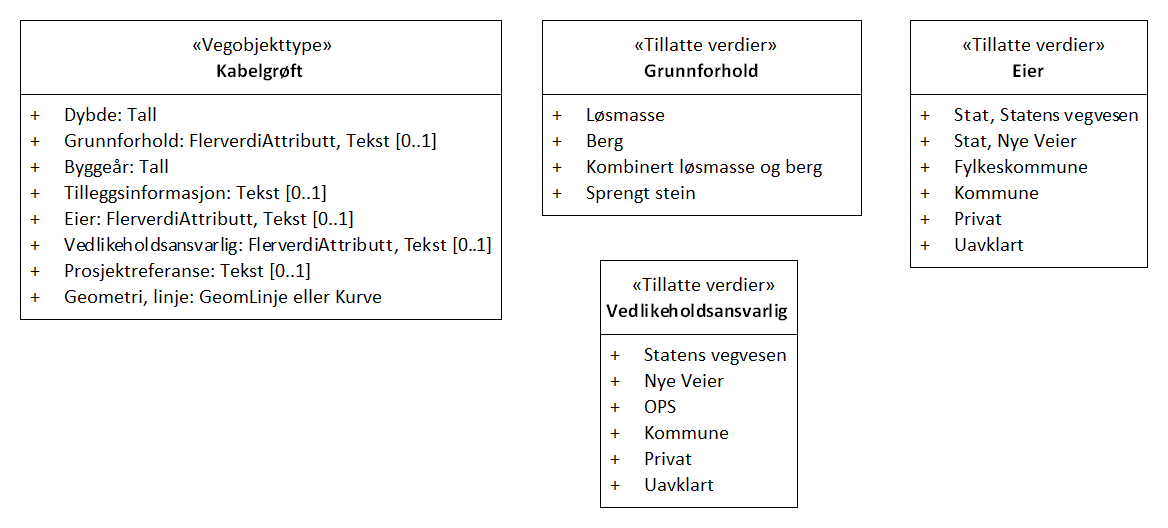 «Vegobjekttype»
Kabelgrøft
+ Dybde: Tall
+ Grunnforhold: FlerverdiAttributt, Tekst [0..1]
+ Byggeår: Tall
+ Tilleggsinformasjon: Tekst [0..1]
+ Eier: FlerverdiAttributt, Tekst [0..1]
+ Vedlikeholdsansvarlig: FlerverdiAttributt, Tekst [0..1]
+ Prosjektreferanse: Tekst [0..1]
+ Geometri, linje: GeomLinje eller Kurve
«Tillatte verdier»
Grunnforhold
+ Løsmasse
+ Berg
+ Kombinert løsmasse og berg
+ Sprengt stein
«Tillatte verdier»
Eier
+ Stat, Statens vegvesen
+ Stat, Nye Veier
+ Fylkeskommune
+ Kommune
+ Privat
+ Uavklart
«Tillatte verdier»
Vedlikeholdsansvarlig
+ Statens vegvesen
+ Nye Veier
+ OPS
+ Kommune
+ Privat
+ Uavklart